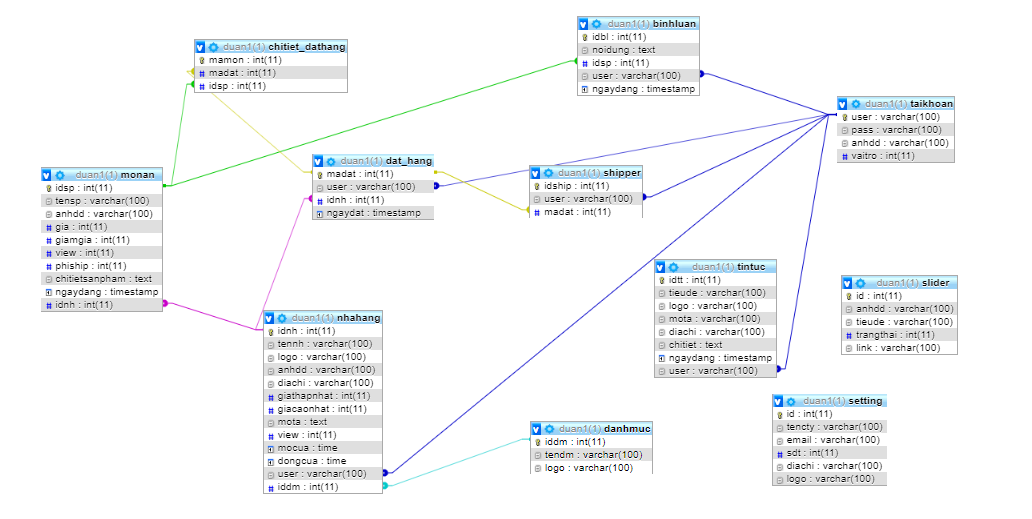 duan1(1) chitiet_dathang
mamon : int(11)
madat : int(11)
idsp : int(11)
duan1(1) binhluan
idbl : int(11)
noidung : text
idsp : int(11)
user : varchar(100)
ngaydang : timestamp
duan1(1) taikhoan
user : varchar(100)
pass : varchar(100)
anhdd : varchar(100)
vaitro : int(11)
duan1(1) monan
idsp : int(11)
tensp : varchar(100)
anhdd : varchar(100)
gia : int(11)
giamgia : int(11)
view : int(11)
phiship : int(11)
chitietsanpham : text
ngaydang : timestamp
idnh : int(11)
duan1(1) dat_hang
madat : int(11)
user : varchar(100)
idnh : int(11)
ngaydat : timestamp
duan1(1) shipper
idship : int(11)
user : varchar(100)
madat : int(11)
duan1(1) tintuc
idtt : int(11)
tieude : varchar(100)
logo : varchar(100)
mota : varchar(100)
diachi : varchar(100)
chitiet : text
ngaydang : timestamp
user : varchar(100)
duan1(1) slider
id : int(11)
anhdd : varchar(100)
tieude : varchar(100)
trangthai : int(11)
link : varchar(100)
duan1(1) nhahang
idnh : int(11)
tennh : varchar(100)
logo : varchar(100)
anhdd : varchar(100)
diachi : varchar(100)
giathapnhat : int(11)
giacaonhat : int(11)
mota : text
view : int(11)
mocua : time
dongcua : time
user : varchar(100)
iddm : int(11)
duan1(1) danhmuc
iddm : int(11)
tendm : varchar(100)
logo : varchar(100)
duan1(1) setting
id : int(11)
tencty : varchar(100)
email : varchar(100)
sdt : int(11)
diachi : varchar(100)
logo : varchar(100)